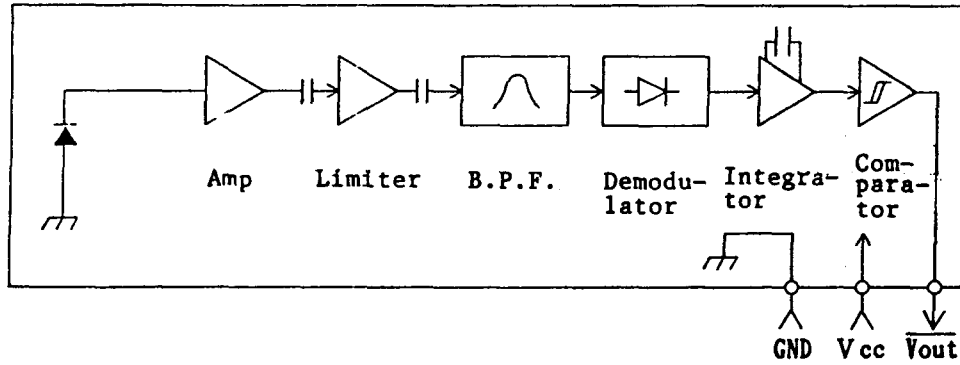 Amp
Limiter
B.P.F.
Demodu-
lator
Integra-
tor
Com-
para-
tor
GND
Vcc
Vout